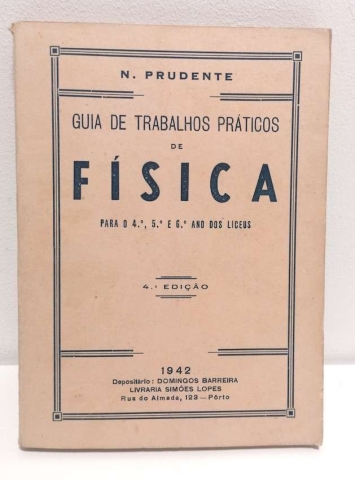 N. PRUDENTE
GUIA DE TRABALHOS PRÁTICOS
DE
FÍSICA
PARA O 4.º, 5.º E 6.º ANO DOS LICEUS
4.ª EDIÇÃO
1942
Depositário: DOMINGOS BARREIRA
LIVRARIA SIMÕES LOPES
Rua do Almada, 123 — Pôrto